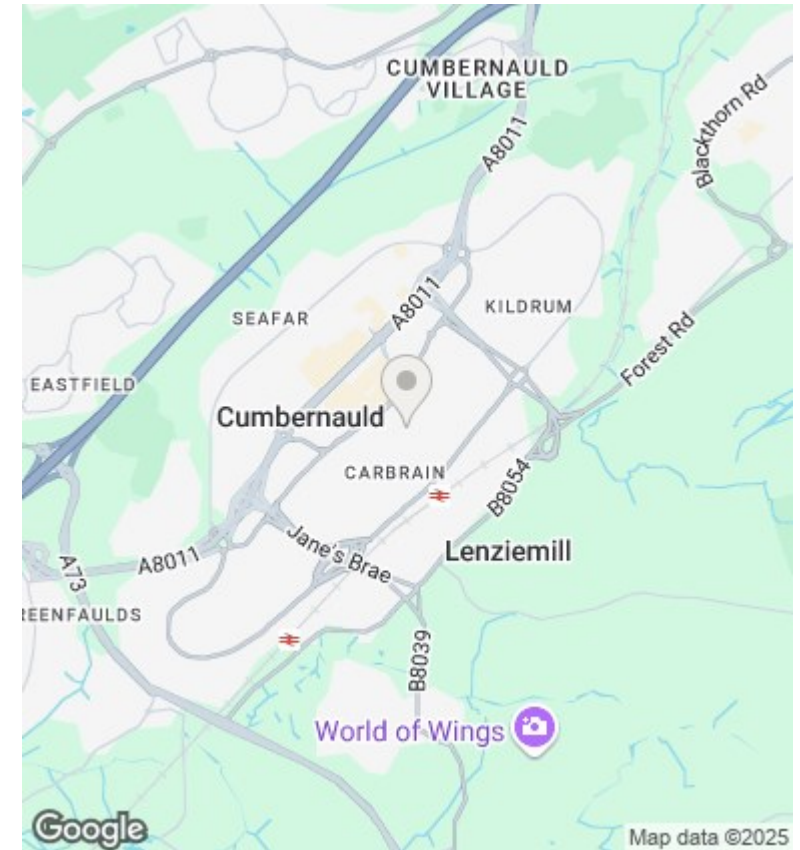 CUMBERNAULD
VILLAGE
Blackthorn Rd
A8011
A8011
SEAFAR
KILDRUM
Forest Rd
EASTFIELD
Cumbernauld
CARBRAIN
B8054
Jane's Brae
Lenziemill
A8011
A73
REENFAULDS
B8039
World of Wings
Google
Map data ©2025